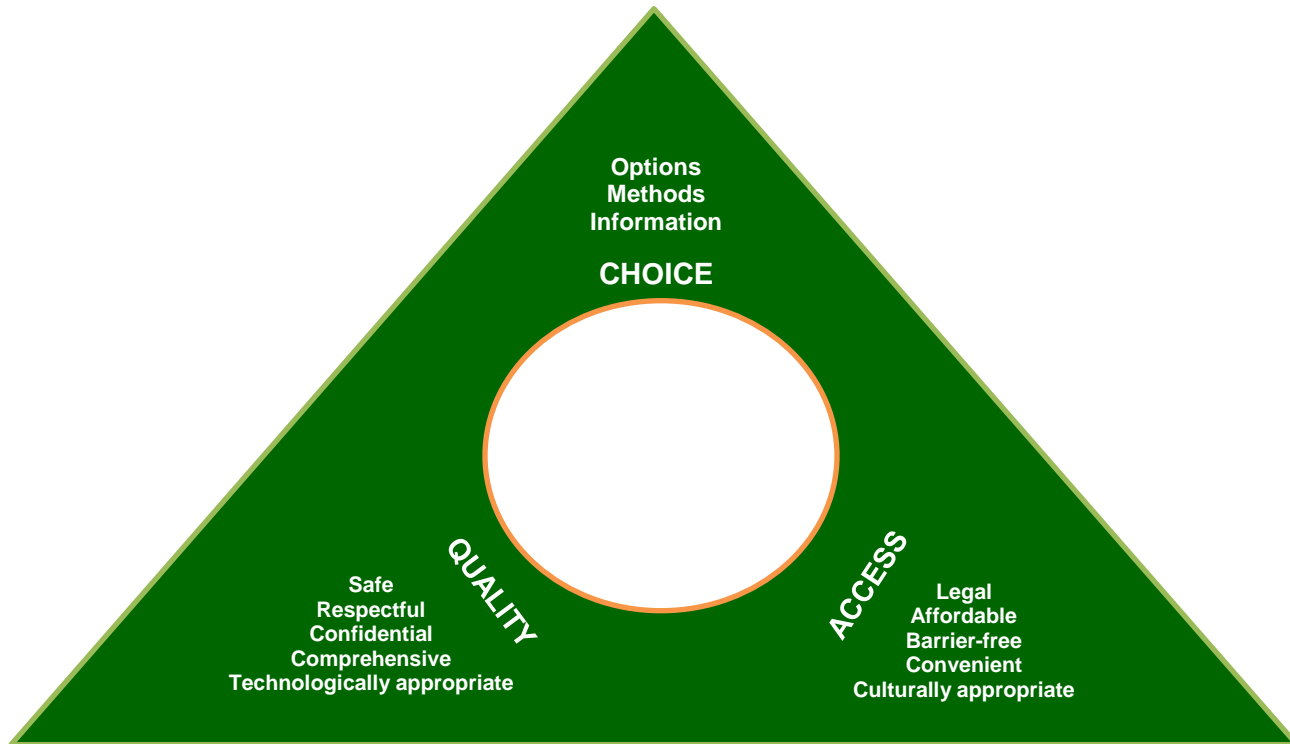 Options
Methods
Information
CHOICE
QUALITY
Safe
Respectful
Confidential
Comprehensive
Technologically appropriate
ACCESS
Legal
Affordable
Barrier-free
Convenient
Culturally appropriate